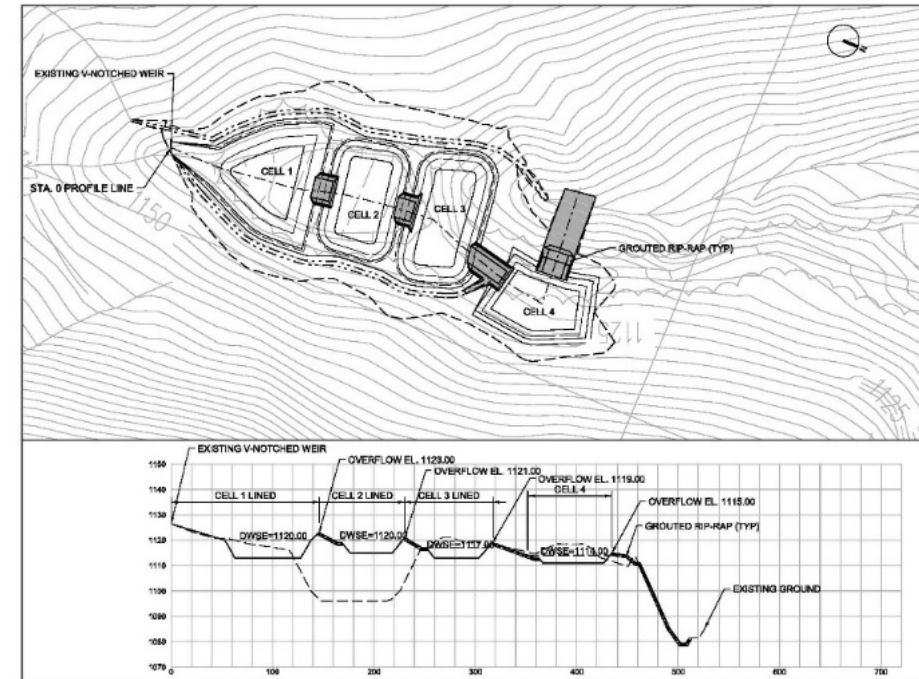 N
EXISTING V-NOTCHED WEIR
CELL 1
STA. 0 PROFILE LINE
CELL 2
CELL 3
1150
GROUTED RIP-RAP (TYP)
CELL 4
1125
1125
EXISTING V-NOTCHED WEIR
OVERFLOW EL. 1123.00
OVERFLOW EL. 1121.00
OVERFLOW EL. 1119.00
CELL 1 LINED
CELL 2 LINED
CELL 3 LINED
CELL 4
OVERFLOW EL. 1115.00
GROUTED RIP-RAP (TYP)
DWSE=1120.00
DWSE=1120.00
EXISTING GROUND
1150
1140
1130
1120
1110
1100
1090
1080
1070
0
100
200
300
400
500
600
700